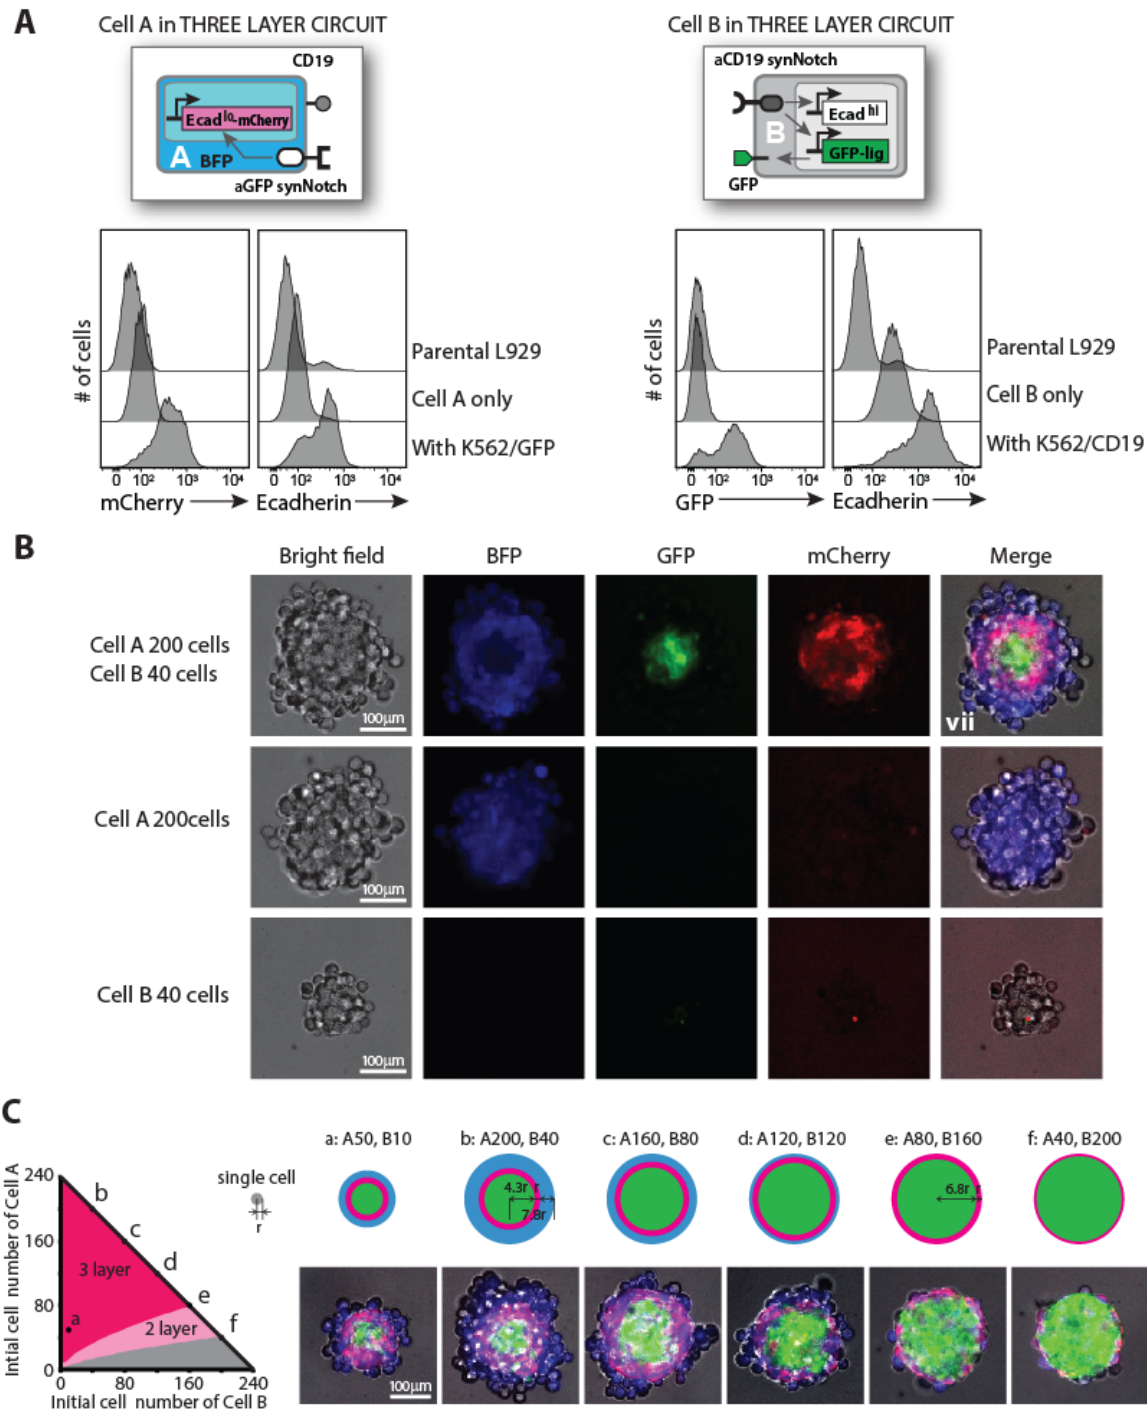 A
Cell A in THREE LAYER CIRCUIT
Cell B in THREE LAYER CIRCUIT
CD19
Ecad lo-mCherry
A
BFP
aGFP synNotch
aCD19 synNotch
B
Ecad hi
GFP-lig
GFP
# of cells
Parental L929
Cell A only
With K562/GFP
0 10² 10³ 10⁴
0 10² 10³ 10⁴
mCherry
Ecadherin
# of cells
Parental L929
Cell B only
With K562/CD19
0 10² 10³ 10⁴
0 10² 10³ 10⁴
GFP
Ecadherin
B
Bright field
BFP
GFP
mCherry
Merge
Cell A 200 cells
Cell B 40 cells
100µm
vii
Cell A 200cells
100µm
Cell B 40 cells
100µm
C
Intial cell number of Cell A
240
160
80
0
b
c
d
e
f
a
3 layer
2 layer
0 80 160 240
Initial cell number of Cell B
single cell
r
a: A50, B10
b: A200, B40
c: A160, B80
d: A120, B120
e: A80, B160
f: A40, B200
4.3r r
7.8r
6.8r r
100µm